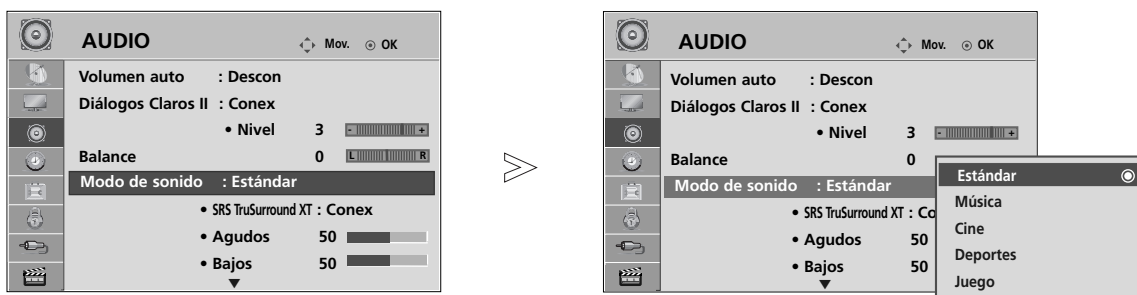 AUDIO Mov. OK
Volumen auto : Descon
Diálogos Claros II : Conex
• Nivel 3 - +
Balance 0 L R
Modo de sonido : Estándar
• SRS TruSurround XT : Conex
• Agudos 50
• Bajos 50
AUDIO Mov. OK
Volumen auto : Descon
Diálogos Claros II : Conex
• Nivel 3 - +
Balance 0
Modo de sonido : Estándar
• SRS TruSurround XT : Co
• Agudos 50
• Bajos 50
Estándar
Música
Cine
Deportes
Juego